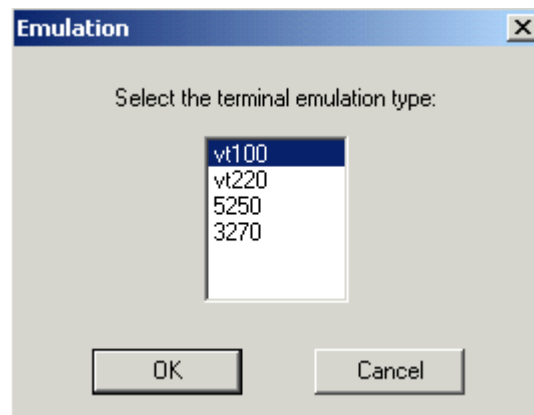 Emulation
Select the terminal emulation type:
vt100
vt220
5250
3270
OK Cancel